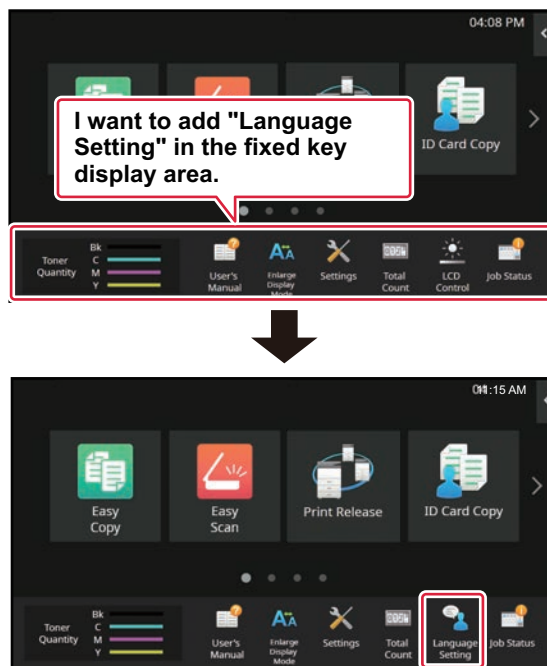 04:08 PM
I want to add "Language
Setting" in the fixed key
display area.
ID Card Copy
Toner
Quantity
Bk
C
M
Y
User's
Manual
Enlarge
Display
Mode
Settings
Total
Count
LCD
Control
Job Status
:15 AM
Easy
Copy
Easy
Scan
Print Release
ID Card Copy
Toner
Quantity
Bk
C
M
Y
User's
Manual
Enlarge
Display
Mode
Settings
Total
Count
Language
Setting
Job Status